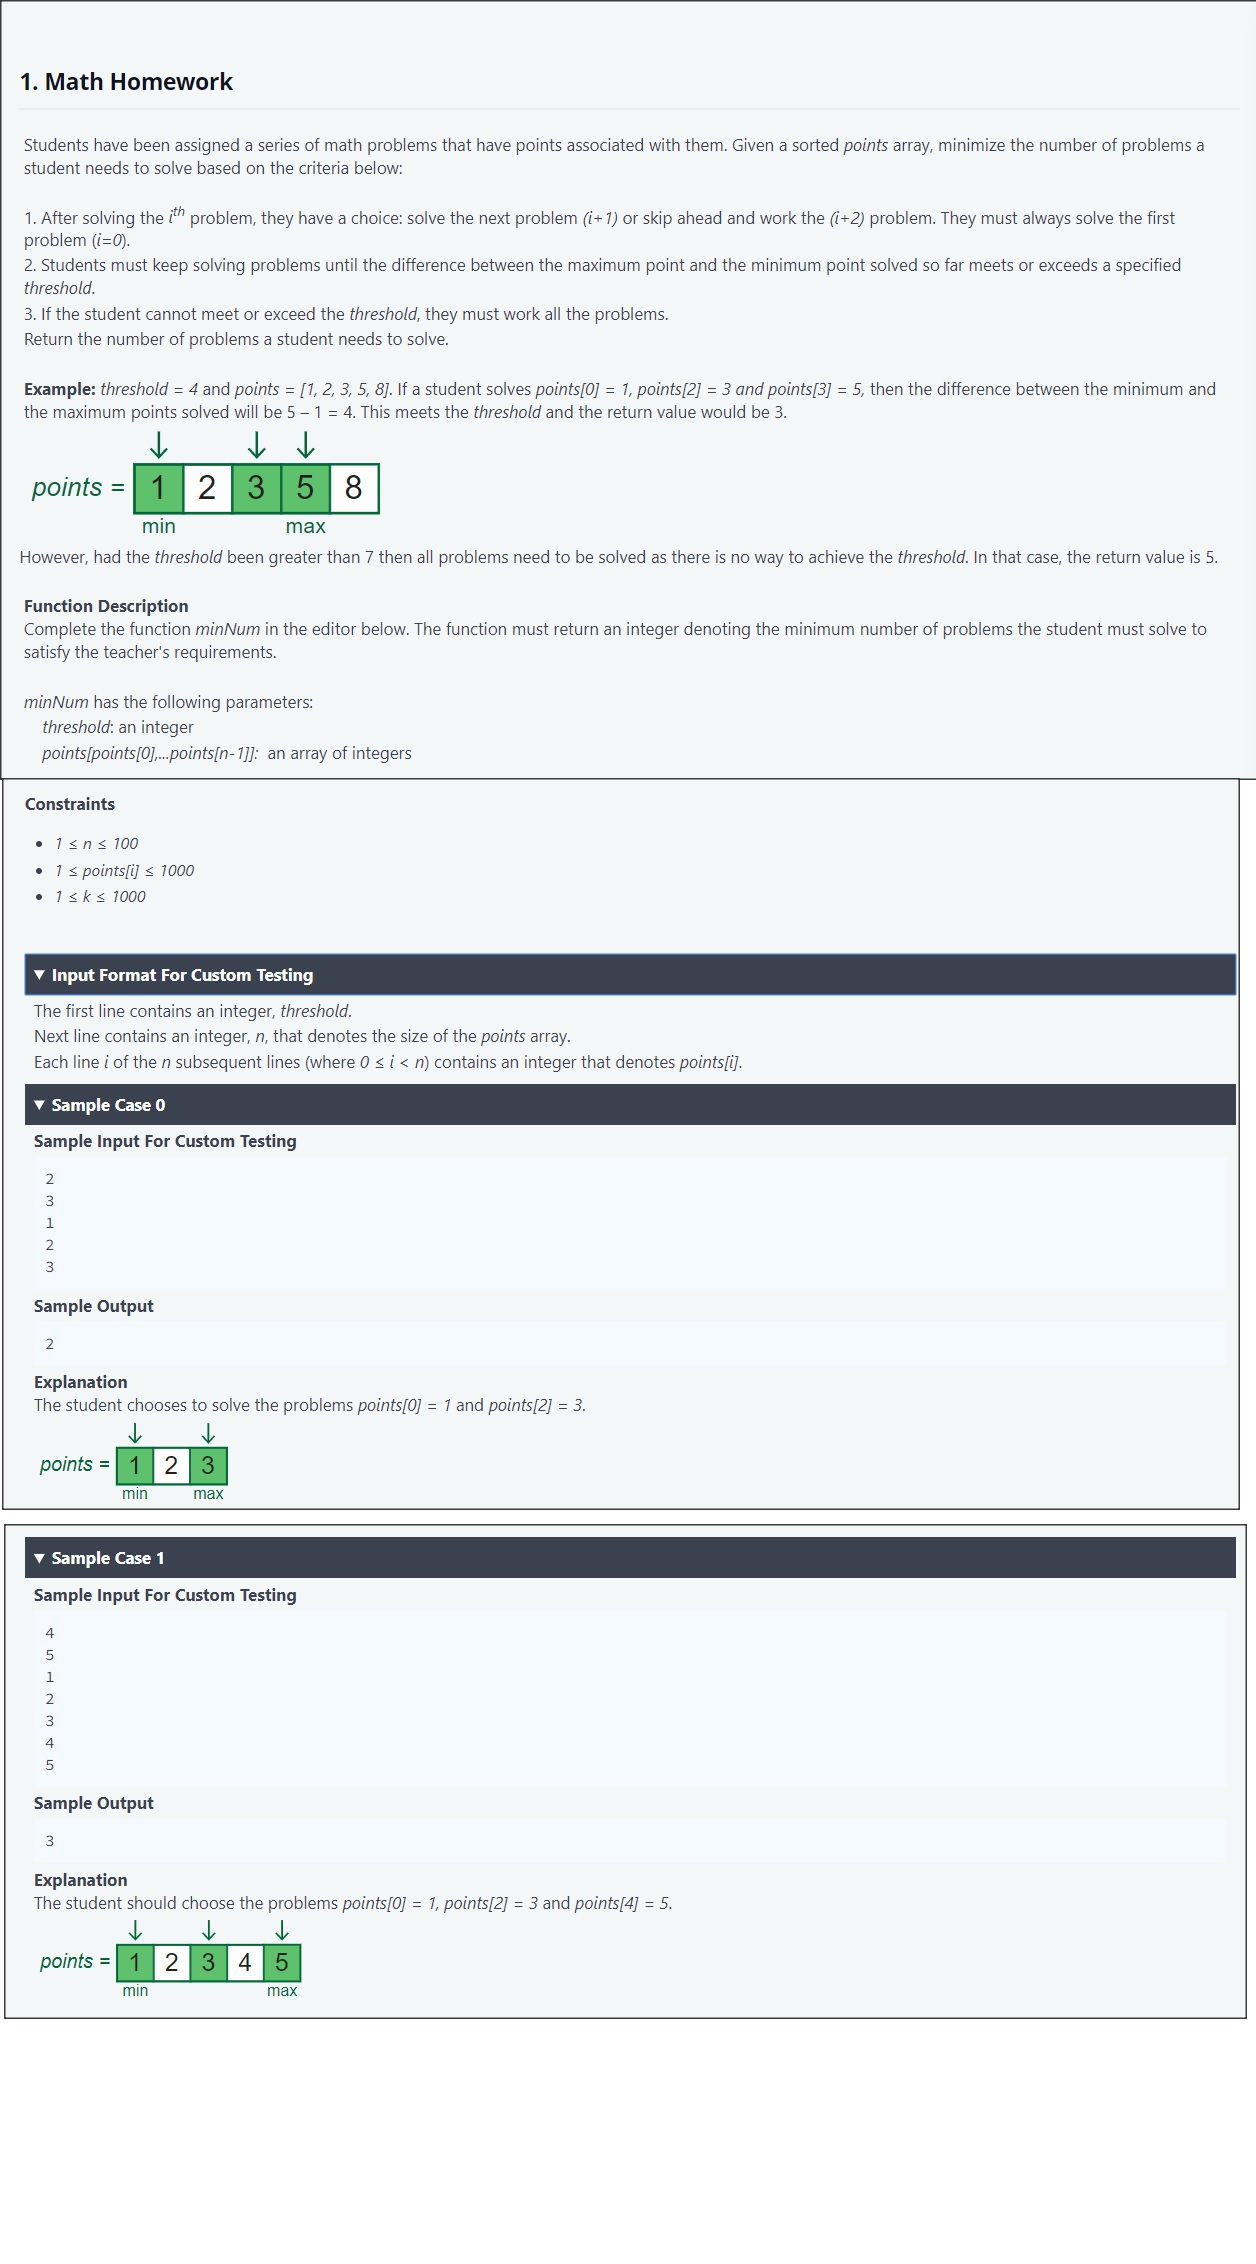 1. Math Homework
Students have been assigned a series of math problems that have points associated with them. Given a sorted points array, minimize the number of problems a
student needs to solve based on the criteria below:
1. After solving the ith problem, they have a choice: solve the next problem (i+1) or skip ahead and work the (i+2) problem. They must always solve the first
problem (i=0).
2. Students must keep solving problems until the difference between the maximum point and the minimum point solved so far meets or exceeds a specified
threshold.
3. If the student cannot meet or exceed the threshold, they must work all the problems.
Return the number of problems a student needs to solve.
Example: threshold = 4 and points = [1, 2, 3, 5, 8]. If a student solves points[0] = 1, points[2] = 3 and points[3] = 5, then the difference between the minimum and
the maximum points solved will be 5 – 1 = 4. This meets the threshold and the return value would be 3.
points = 1 2 3 5 8
min max
However, had the threshold been greater than 7 then all problems need to be solved as there is no way to achieve the threshold. In that case, the return value is 5.
Function Description
Complete the function minNum in the editor below. The function must return an integer denoting the minimum number of problems the student must solve to
satisfy the teacher's requirements.
minNum has the following parameters:
threshold: an integer
points[points[0],...points[n-1]]: an array of integers
Constraints
• 1 ≤ n ≤ 100
• 1 ≤ points[i] ≤ 1000
• 1 ≤ k ≤ 1000
▼ Input Format For Custom Testing
The first line contains an integer, threshold.
Next line contains an integer, n, that denotes the size of the points array.
Each line i of the n subsequent lines (where 0 ≤ i < n) contains an integer that denotes points[i].
▼ Sample Case 0
Sample Input For Custom Testing
2
3
1
2
3
Sample Output
2
Explanation
The student chooses to solve the problems points[0] = 1 and points[2] = 3.
points = 1 2 3
min max
▼ Sample Case 1
Sample Input For Custom Testing
4
5
1
2
3
4
5
Sample Output
3
Explanation
The student should choose the problems points[0] = 1, points[2] = 3 and points[4] = 5.
points = 1 2 3 4 5
min max